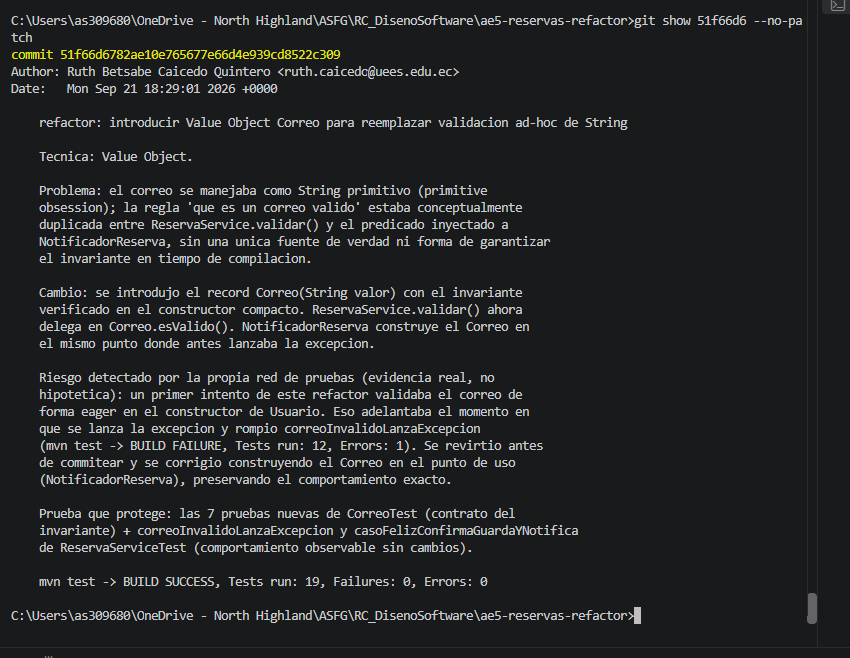 C:\Users\as309680\OneDrive - North Highland\ASFG\RC_DisenoSoftware\ae5-reservas-refactor>git show 51f66d6 --no-pa
tch
commit 51f66d6782ae10e765677e66d4e939cd8522c309
Author: Ruth Betsabe Caicedo Quintero <ruth.caicedo@uees.edu.ec>
Date:   Mon Sep 21 18:29:01 2026 +0000
refactor: introducir Value Object Correo para reemplazar validacion ad-hoc de String
Tecnica: Value Object.
Problema: el correo se manejaba como String primitivo (primitive
obsession); la regla 'que es un correo valido' estaba conceptualmente
duplicada entre ReservaService.validar() y el predicado inyectado a
NotificadorReserva, sin una unica fuente de verdad ni forma de garantizar
el invariante en tiempo de compilacion.
Cambio: se introdujo el record Correo(String valor) con el invariante
verificado en el constructor compacto. ReservaService.validar() ahora
delega en Correo.esValido(). NotificadorReserva construye el Correo en
el mismo punto donde antes lanzaba la excepcion.
Riesgo detectado por la propia red de pruebas (evidencia real, no
hipotetica): un primer intento de este refactor validaba el correo de
forma eager en el constructor de Usuario. Eso adelantaba el momento en
que se lanza la excepcion y rompio correoInvalidoLanzaExcepcion
(mvn test -> BUILD FAILURE, Tests run: 12, Errors: 1). Se revirtio antes
de commitear y se corrigio construyendo el Correo en el punto de uso
(NotificadorReserva), preservando el comportamiento exacto.
Prueba que protege: las 7 pruebas nuevas de CorreoTest (contrato del
invariante) + correoInvalidoLanzaExcepcion y casoFelizConfirmaGuardaYNotifica
de ReservaServiceTest (comportamiento observable sin cambios).
mvn test -> BUILD SUCCESS, Tests run: 19, Failures: 0, Errors: 0
C:\Users\as309680\OneDrive - North Highland\ASFG\RC_DisenoSoftware\ae5-reservas-refactor>